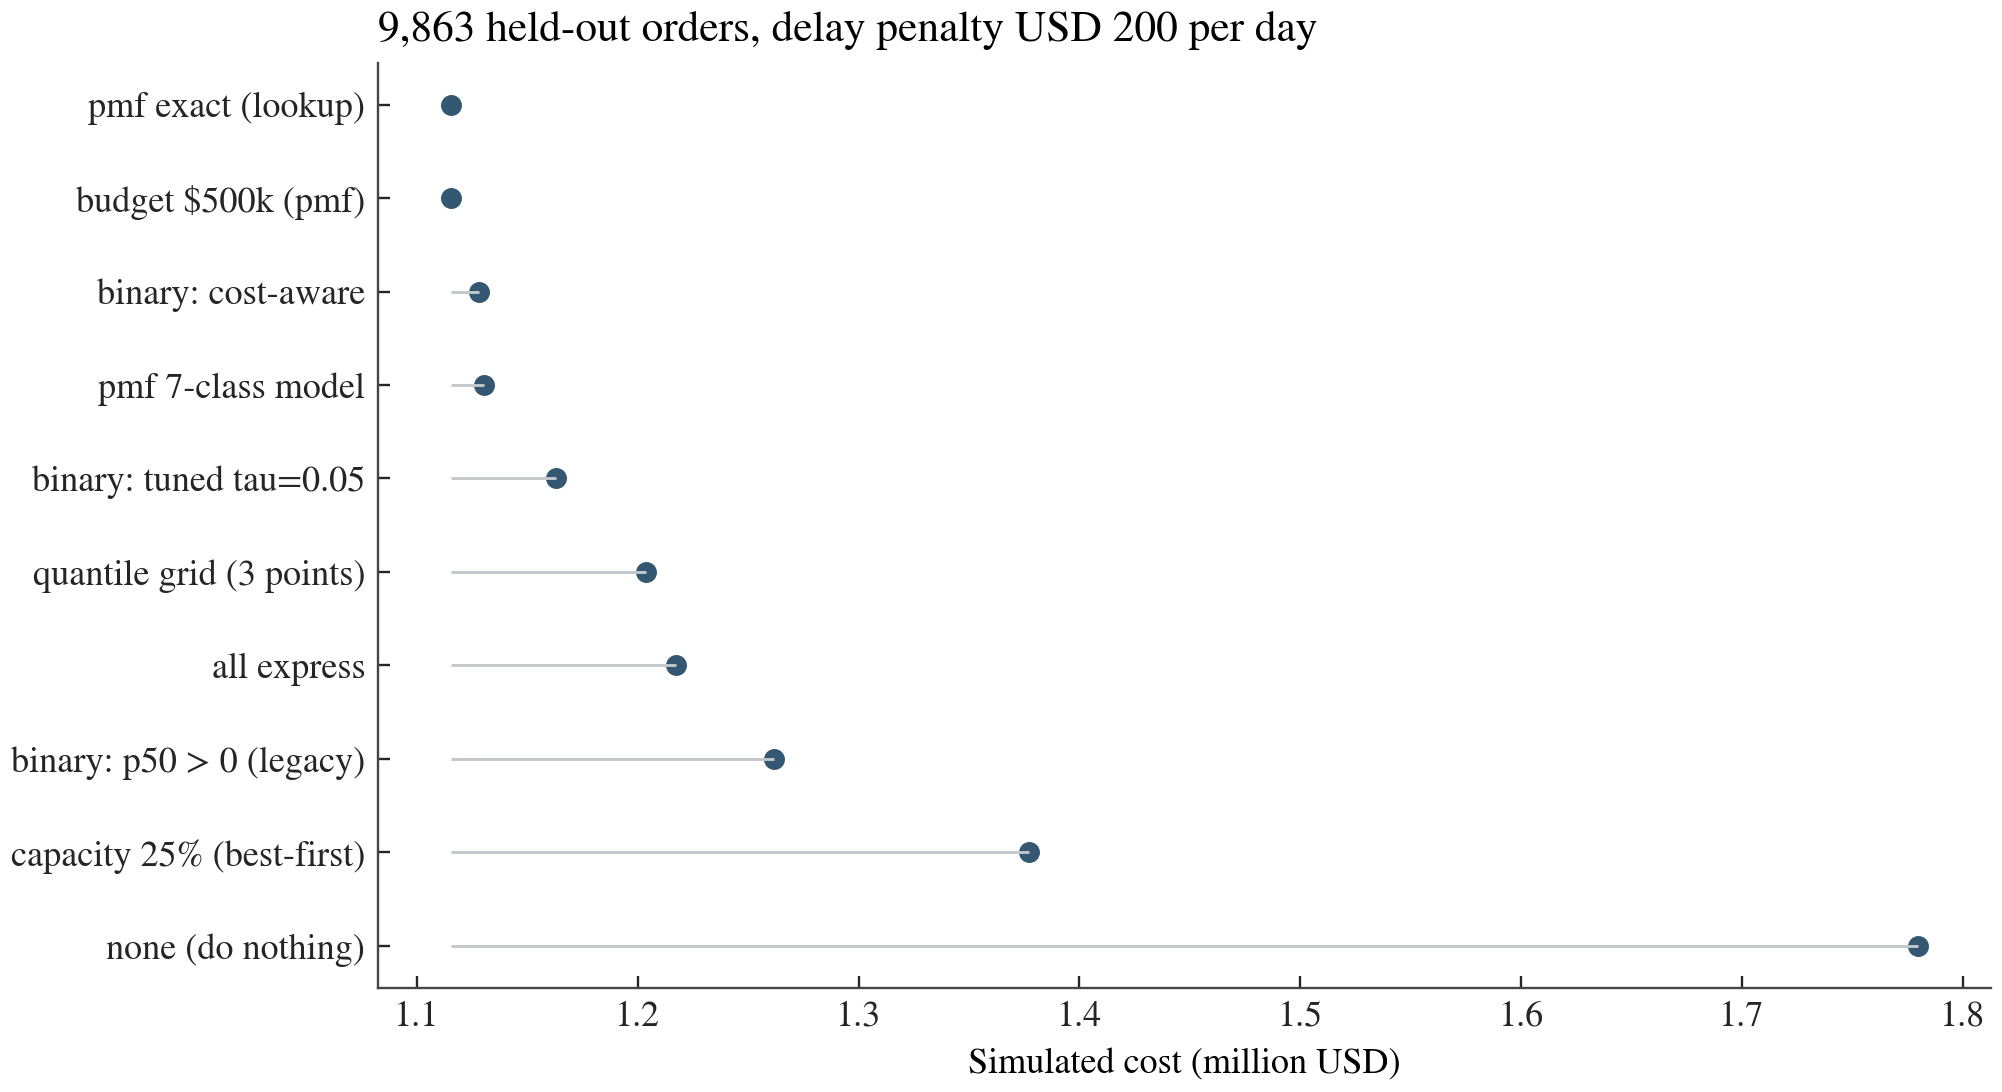 9,863 held-out orders, delay penalty USD 200 per day
pmf exact (lookup)
budget $500k (pmf)
binary: cost-aware
pmf 7-class model
binary: tuned tau=0.05
quantile grid (3 points)
all express
binary: p50 > 0 (legacy)
capacity 25% (best-first)
none (do nothing)
1.1 1.2 1.3 1.4 1.5 1.6 1.7 1.8
Simulated cost (million USD)